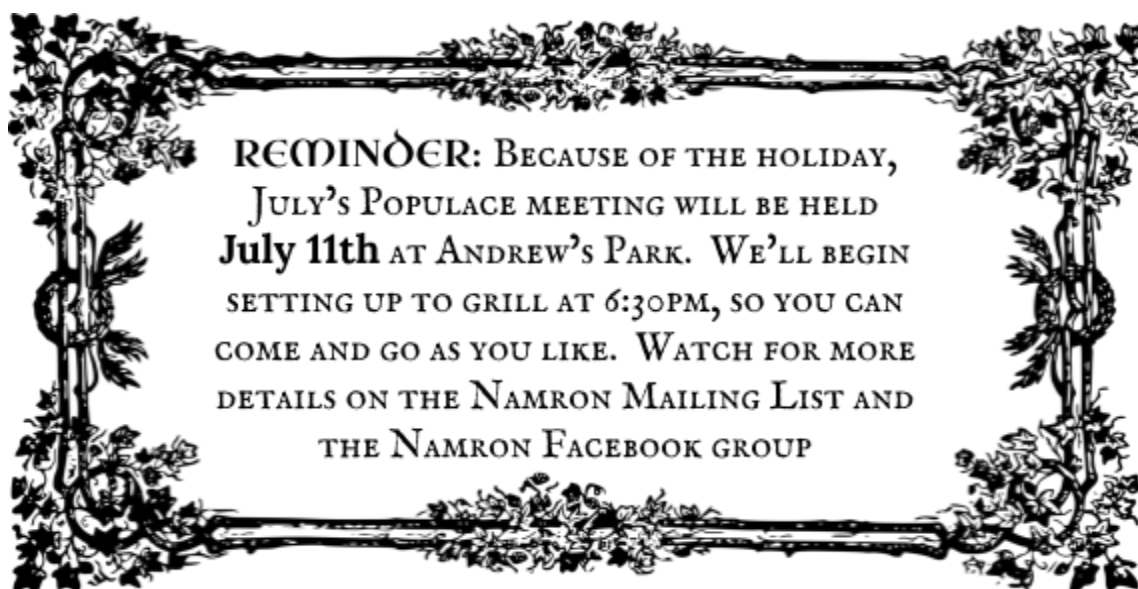 REMINDER: Because of the holiday,
July's Populace meeting will be held
July 11th at Andrew's Park.  We'll begin
setting up to grill at 6:30pm, so you can
come and go as you like.  Watch for more
details on the Namron Mailing List and
the Namron Facebook group